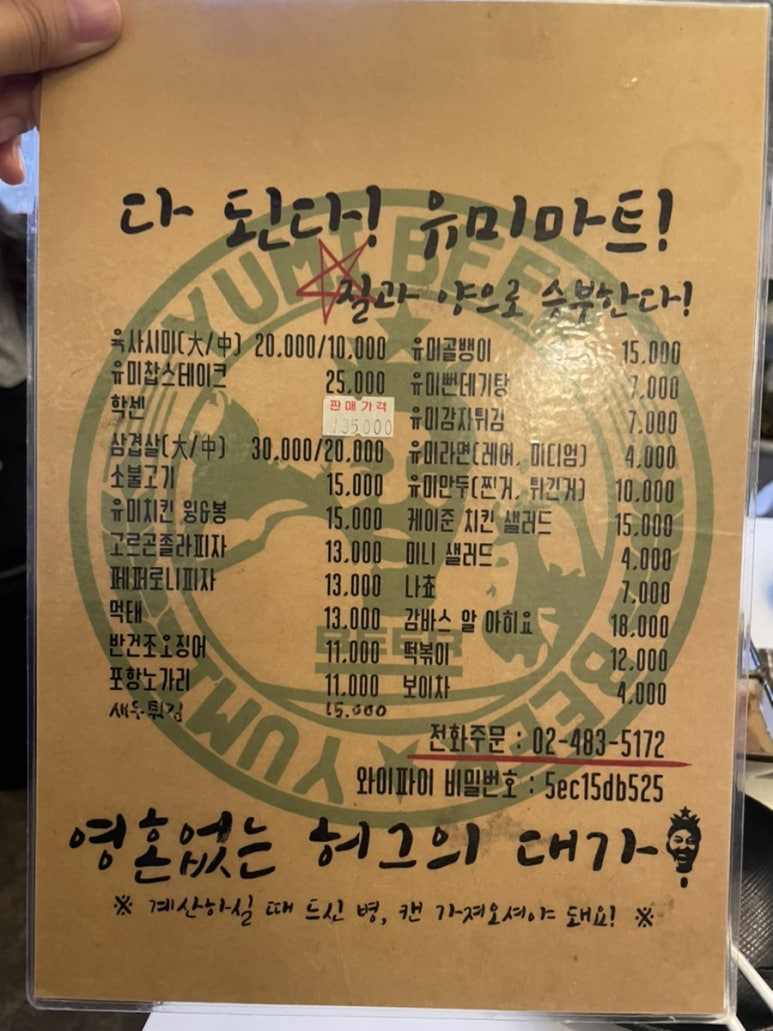 다 된다! 유미마트!
질과 양으로 승부한다!
육사시미(大/中) 20.000/10.000
유미찹스테이크 25.000
학센 판매가격 135000
삼겹살(大/中) 30.000/20.000
소불고기 15.000
유미치킨 윙&봉 15.000
고르곤졸라피자 13.000
페퍼로니피자 13.000
먹태 13.000
반건조오징어 11.000
포항노가리 11.000
새우튀김 15.000
유미골뱅이 15.000
유미뻔데기탕 7.000
유미감자튀김 7.000
유미라면(레어, 미디엄) 4.000
유미만두(찐거, 튀긴거) 10.000
케이준 치킨 샐러드 15.000
미니 샐러드 4.000
나쵸 7.000
감바스 알 아히요 18.000
떡볶이 12.000
보이차 4.000
전화주문 : 02-483-5172
와이파이 비밀번호 : 5ec15db525
영혼없는 허그의 대가
※ 계산하실 때 드신 병, 캔 가져오셔야 돼요! ※
YUMI BEER
YUMI BEER
BEER